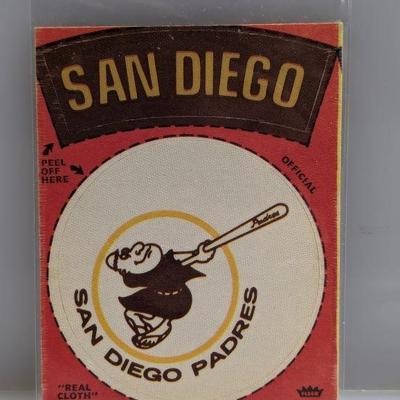 SAN DIEGO
PEEL
OFF
HERE
OFFICIAL
Padres
SAN DIEGO PADRES
"REAL
CLOTH"
FLEER